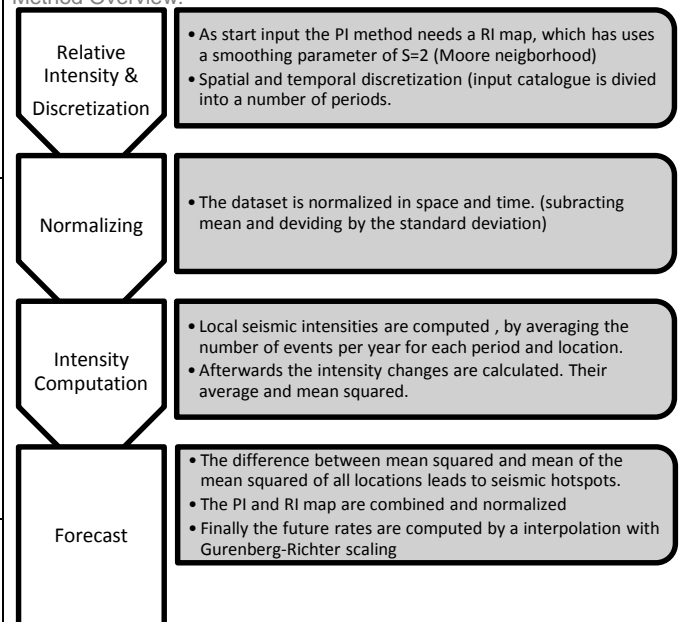 Method Overview:
Relative
Intensity &
Discretization
• As start input the PI method needs a RI map, which has uses
a smoothing parameter of S=2 (Moore neigborhood)
• Spatial and temporal discretization (input catalogue is divied
into a number of periods.
Normalizing
• The dataset is normalized in space and time. (subracting
mean and deviding by the standard deviation)
Intensity
Computation
• Local seismic intensities are computed , by averaging the
number of events per year for each period and location.
• Afterwards the intensity changes are calculated. Their
average and mean squared.
Forecast
• The difference between mean squared and mean of the
mean squared of all locations leads to seismic hotspots.
• The PI and RI map are combined and normalized
• Finally the future rates are computed by a interpolation with
Gurenberg-Richter scaling